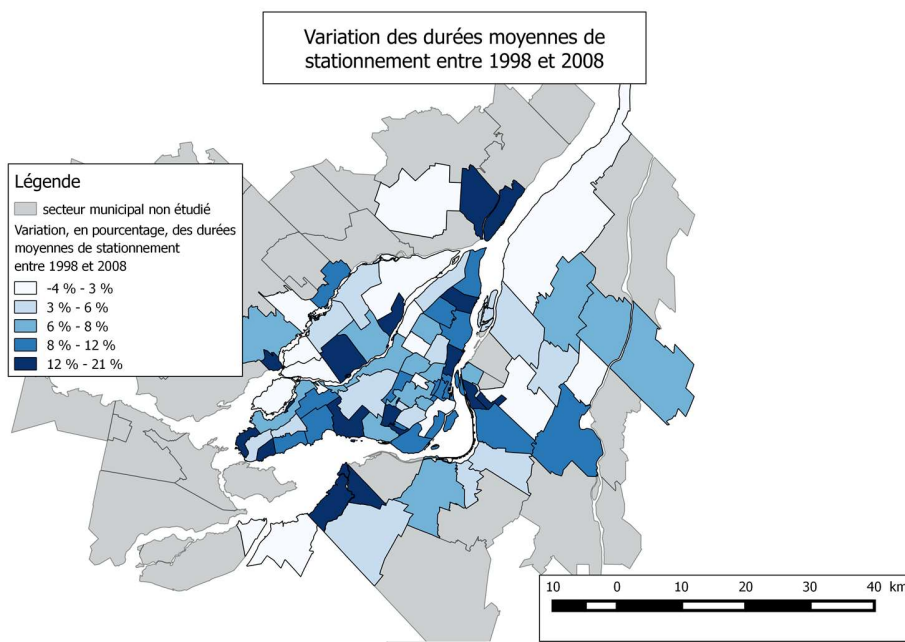 Variation des durées moyennes de
stationnement entre 1998 et 2008
Légende
secteur municipal non étudié
Variation, en pourcentage, des durées
moyennes de stationnement
entre 1998 et 2008
-4 % - 3 %
3 % - 6 %
6 % - 8 %
8 % - 12 %
12 % - 21 %
10 0 10 20 30 40 km